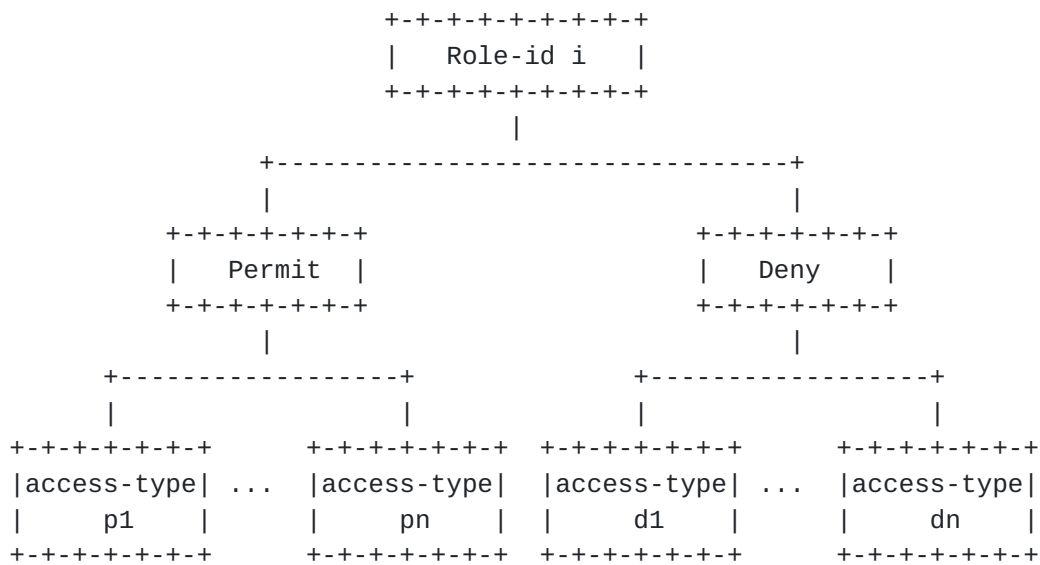 +-+-+-+-+-+-+-+-+
                        |   Role-id i   |
                        +-+-+-+-+-+-+-+-+
                                |
                +---------------------------------+
                |                                 |
          +-+-+-+-+-+-+                     +-+-+-+-+-+-+
          |   Permit  |                     |   Deny    |
          +-+-+-+-+-+-+                     +-+-+-+-+-+-+
                |                                 |
      +------------------+              +------------------+
      |                  |              |                  |
+-+-+-+-+-+-+      +-+-+-+-+-+-+  +-+-+-+-+-+-+      +-+-+-+-+-+-+
|access-type| ...  |access-type|  |access-type| ...  |access-type|
|     p1    |      |     pn    |  |     d1    |      |     dn    |
+-+-+-+-+-+-+      +-+-+-+-+-+-+  +-+-+-+-+-+-+      +-+-+-+-+-+-+